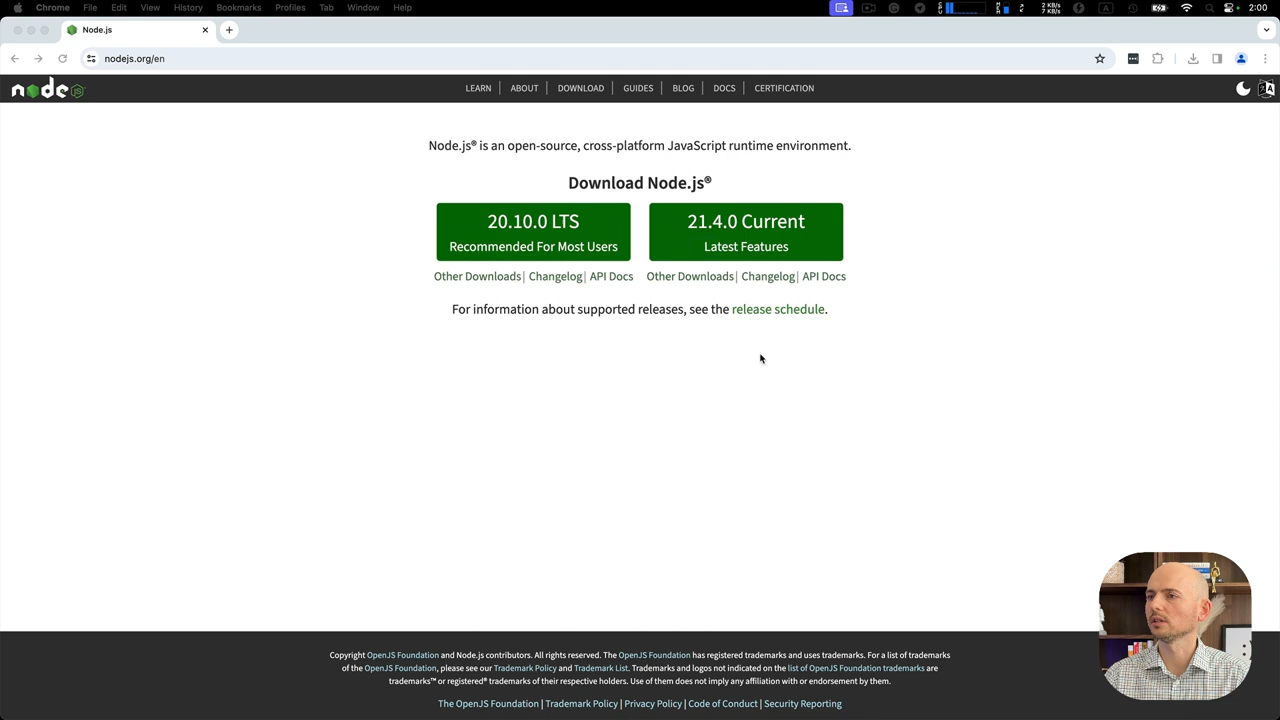 Chrome File Edit View History Bookmarks Profiles Tab Window Help 2:00
Node.js
nodejs.org/en
node JS LEARN ABOUT DOWNLOAD GUIDES BLOG DOCS CERTIFICATION
Node.js® is an open-source, cross-platform JavaScript runtime environment.
Download Node.js®
20.10.0 LTS
Recommended For Most Users
21.4.0 Current
Latest Features
Other Downloads | Changelog | API Docs
Other Downloads | Changelog | API Docs
For information about supported releases, see the release schedule.
Copyright OpenJS Foundation and Node.js contributors. All rights reserved. The OpenJS Foundation has registered trademarks and uses trademarks. For a list of trademarks
of the OpenJS Foundation, please see our Trademark Policy and Trademark List. Trademarks and logos not indicated on the list of OpenJS Foundation trademarks are
trademarks™ or registered® trademarks of their respective holders. Use of them does not imply any affiliation with or endorsement by them.
The OpenJS Foundation | Trademark Policy | Privacy Policy | Code of Conduct | Security Reporting